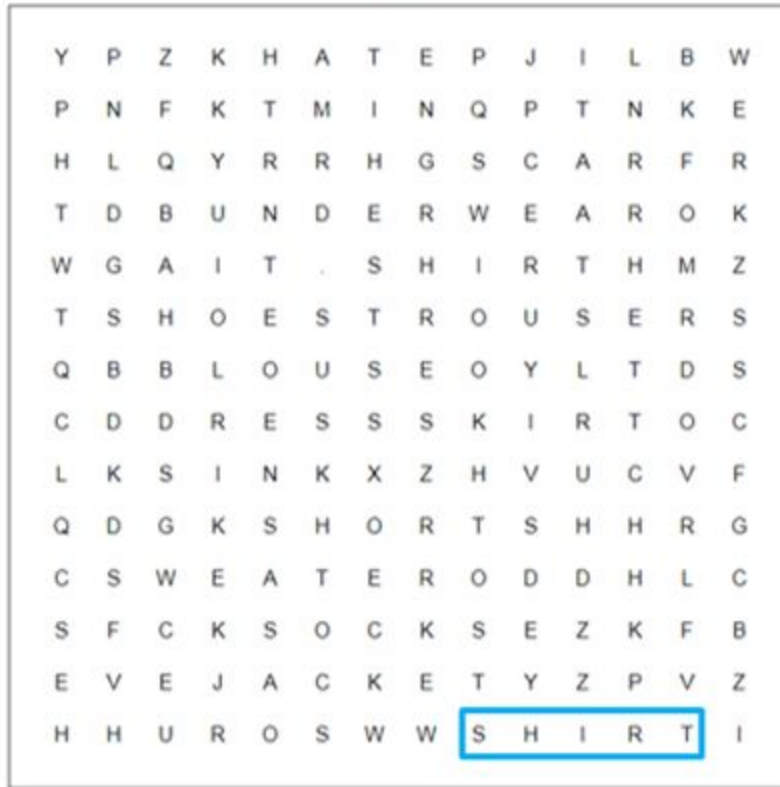 Y P Z K H A T E P J I L B W
P N F K T M I N Q P T N K E
H L Q Y R R H G S C A R F R
T D B U N D E R W E A R O K
W G A I T . S H I R T H M Z
T S H O E S T R O U S E R S
Q B B L O U S E O Y L T D S
C D D R E S S S K I R T O C
L K S I N K X Z H V U C V F
Q D G K S H O R T S H H R G
C S W E A T E R O D D H L C
S F C K S O C K S E Z K F B
E V E J A C K E T Y Z P V Z
H H U R O S W W S H I R T I